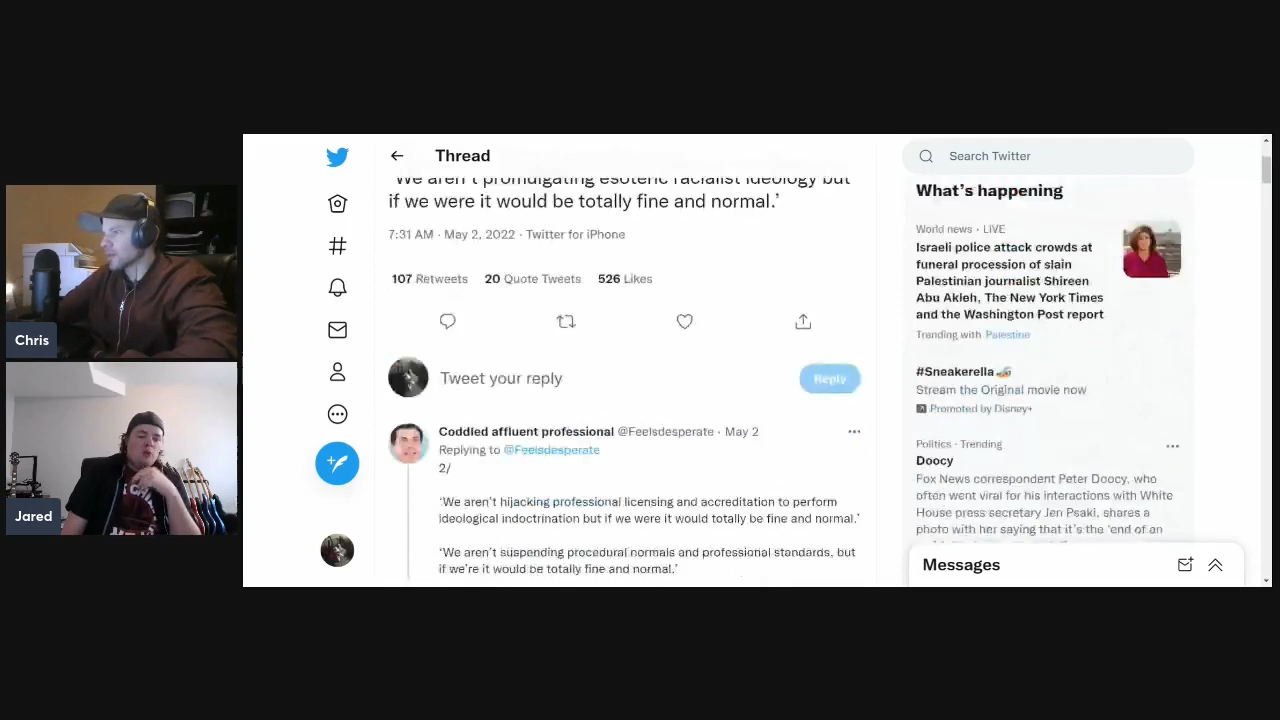 Thread
Search Twitter
'We aren't promulgating esoteric racialist ideology but
if we were it would be totally fine and normal.'
7:31 AM · May 2, 2022 · Twitter for iPhone
107 Retweets 20 Quote Tweets 526 Likes
Tweet your reply
Reply
Coddled affluent professional @Feelsdesperate · May 2
Replying to @Feelsdesperate
2/
'We aren't hijacking professional licensing and accreditation to perform
ideological indoctrination but if we were it would totally be fine and normal.'
'We aren't suspending procedural normals and professional standards, but
if we're it would be totally fine and normal.'
What's happening
World news · LIVE
Israeli police attack crowds at
funeral procession of slain
Palestinian journalist Shireen
Abu Akleh, The New York Times
and the Washington Post report
Trending with Palestine
#Sneakerella
Stream the Original movie now
Promoted by Disney+
Politics · Trending
Doocy
Fox News correspondent Peter Doocy, who
often went viral for his interactions with White
House press secretary Jen Psaki, shares a
photo with her saying that it's the 'end of an
Messages
Chris
Jared